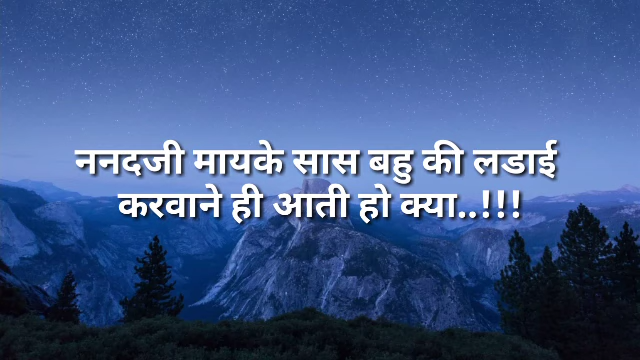 ननदजी मायके सास बहु की लडाई
करवाने ही आती हो क्या..!!!